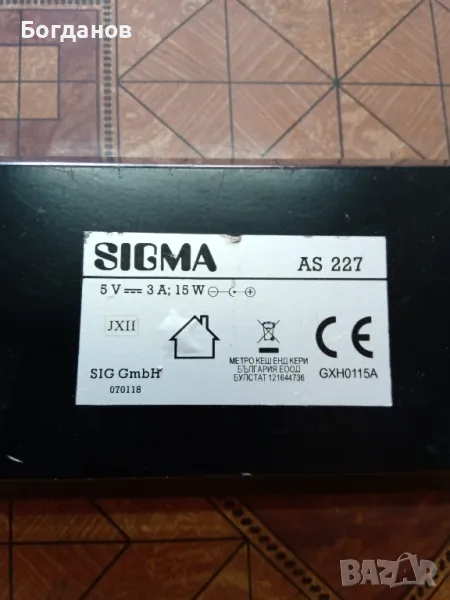 Богданов
SIGMA AS 227
5 V 3 A; 15 W
JXII
SIG GmbH
070118
МЕТРО КЕШ ЕНД КЕРИ
БЪЛГАРИЯ ЕООД
БУЛСТАТ 121644736
CE
GXH0115A
BAZAR